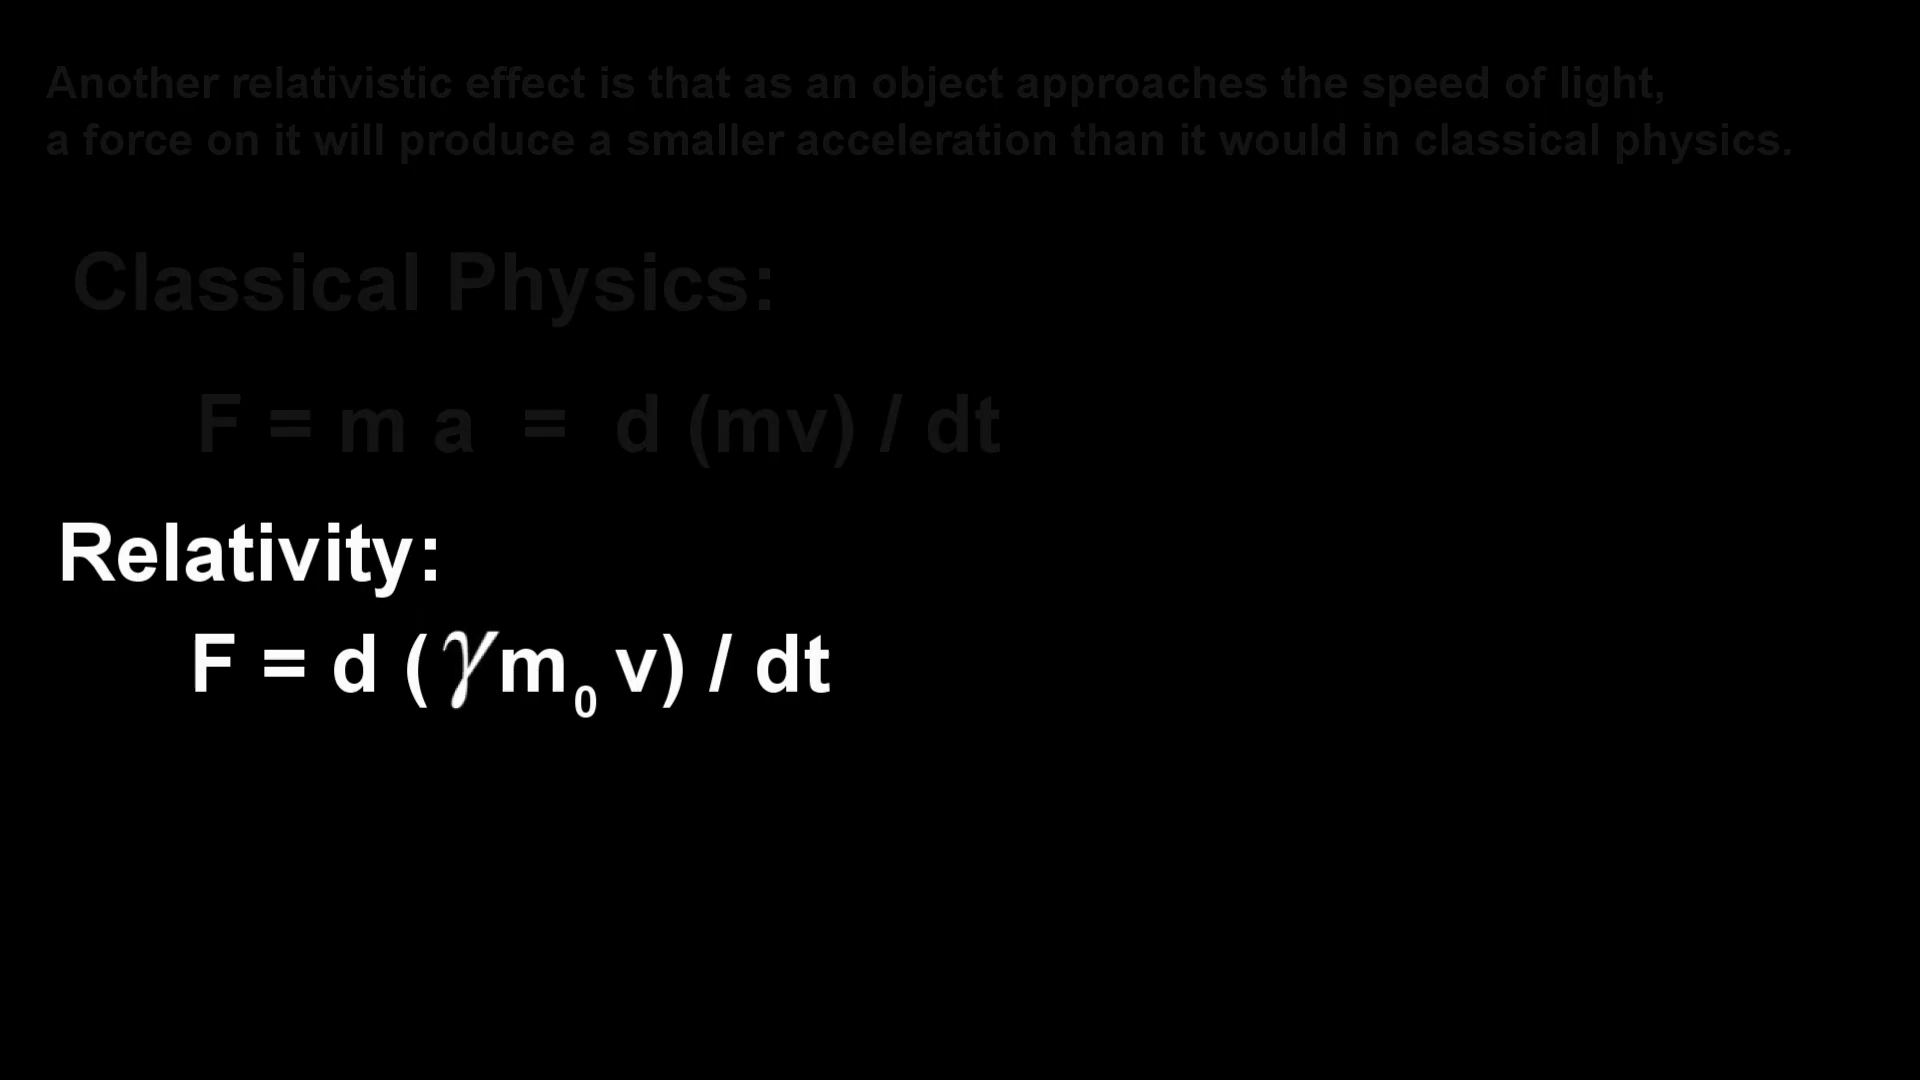 Another relativistic effect is that as an object approaches the speed of light,
a force on it will produce a smaller acceleration than it would in classical physics.
Classical Physics:
F = m a = d (mv) / dt
Relativity:
F = d (γm₀ v) / dt